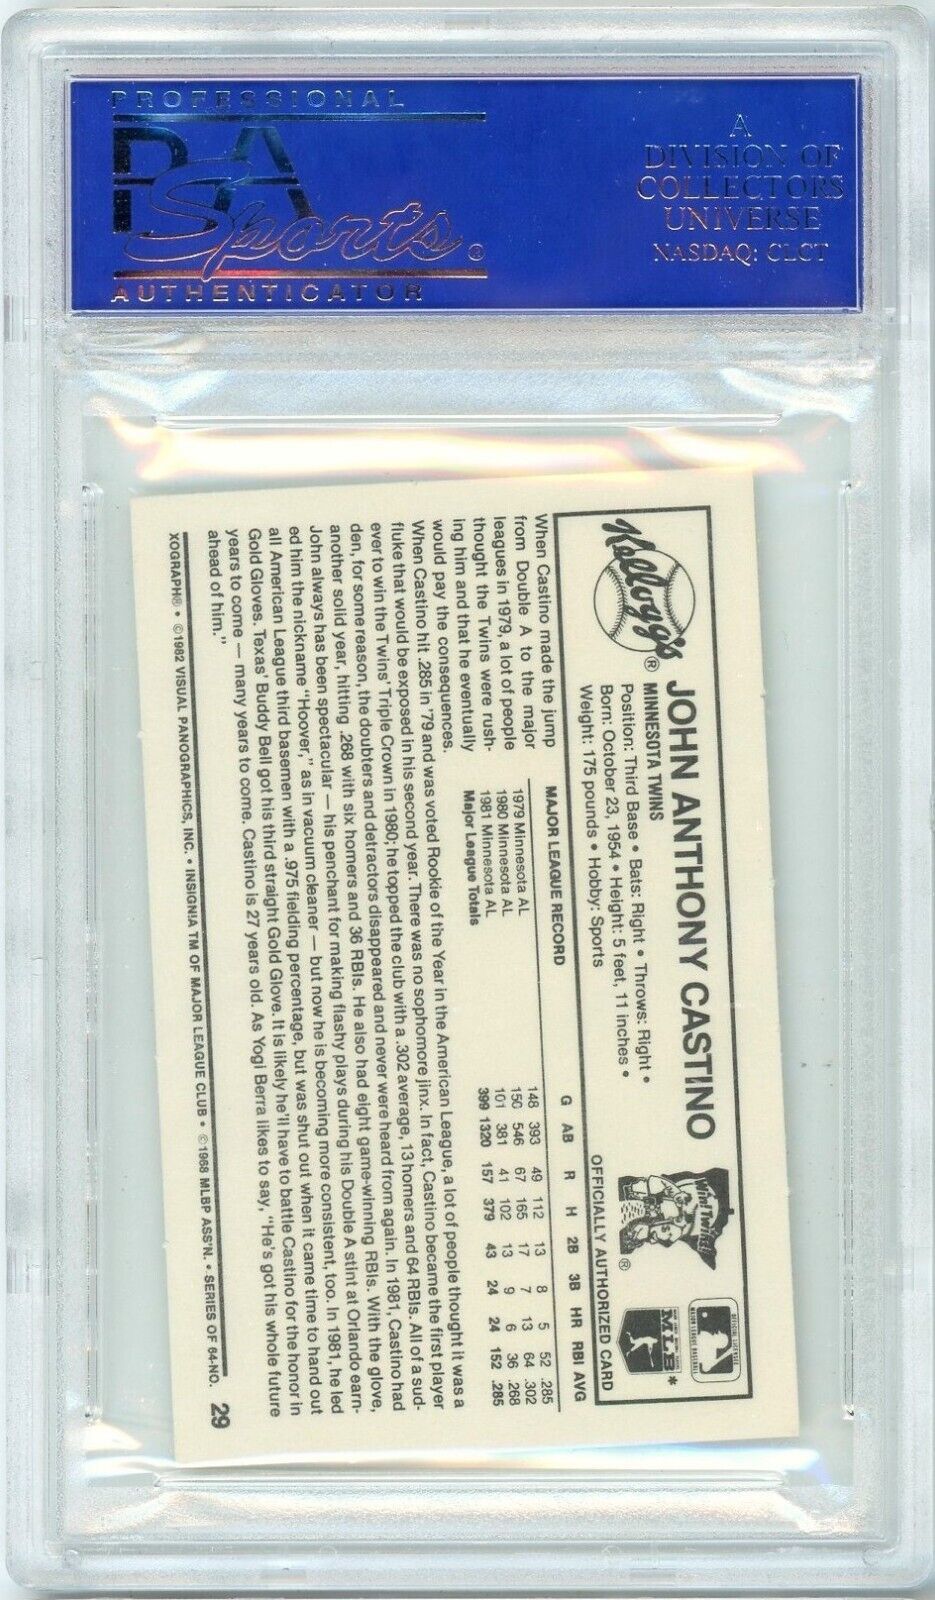 PROFESSIONAL
PSA
Sports®
AUTHENTICATOR
A
DIVISION OF
COLLECTORS
UNIVERSE
NASDAQ: CLCT
Kellogg's®
JOHN ANTHONY CASTINO
MINNESOTA TWINS
Position: Third Base • Bats: Right • Throws: Right •
Born: October 23, 1954 • Height: 5 feet, 11 inches •
Weight: 175 pounds • Hobby: Sports
Win! Twins!
®
OFFICIAL LICENSEE
MAJOR LEAGUE BASEBALL
MLB*
OFFICIALLY AUTHORIZED CARD
MAJOR LEAGUE RECORD G AB R H 2B 3B HR RBI AVG
1979 Minnesota AL 148 393 49 112 13 8 5 52 .285
1980 Minnesota AL 150 546 67 165 17 7 13 64 .302
1981 Minnesota AL 101 381 41 102 13 9 6 36 .268
Major League Totals 399 1320 157 379 43 24 24 152 .285
When Castino made the jump
from Double A to the major
leagues in 1979, a lot of people
thought the Twins were rush-
ing him and that he eventually
would pay the consequences.
When Castino hit .285 in '79 and was voted Rookie of the Year in the American League, a lot of people thought it was a
fluke that would be exposed in his second year. There was no sophomore jinx. In fact, Castino became the first player
ever to win the Twins' Triple Crown in 1980; he topped the club with a .302 average, 13 homers and 64 RBIs. All of a sud-
den, for some reason, the doubters and detractors disappeared and never were heard from again. In 1981, Castino had
another solid year, hitting .268 with six homers and 36 RBIs. He also had eight game-winning RBIs. With the glove,
John always has been spectacular — his penchant for making flashy plays during his Double A stint at Orlando earn-
ed him the nickname "Hoover," as in vacuum cleaner — but now he is becoming more consistent, too. In 1981, he led
all American League third basemen with a .975 fielding percentage, but was shut out when it came time to hand out
Gold Gloves. Texas' Buddy Bell got his third straight Gold Glove. It is likely he'll have to battle Castino for the honor in
years to come — many years to come. Castino is 27 years old. As Yogi Berra likes to say, "He's got his whole future
ahead of him."
XOGRAPH® • ©1982 VISUAL PANOGRAPHICS, INC. • INSIGNIA TM OF MAJOR LEAGUE CLUB • ©1968 MLBP ASS'N. • SERIES OF 64-NO. 29